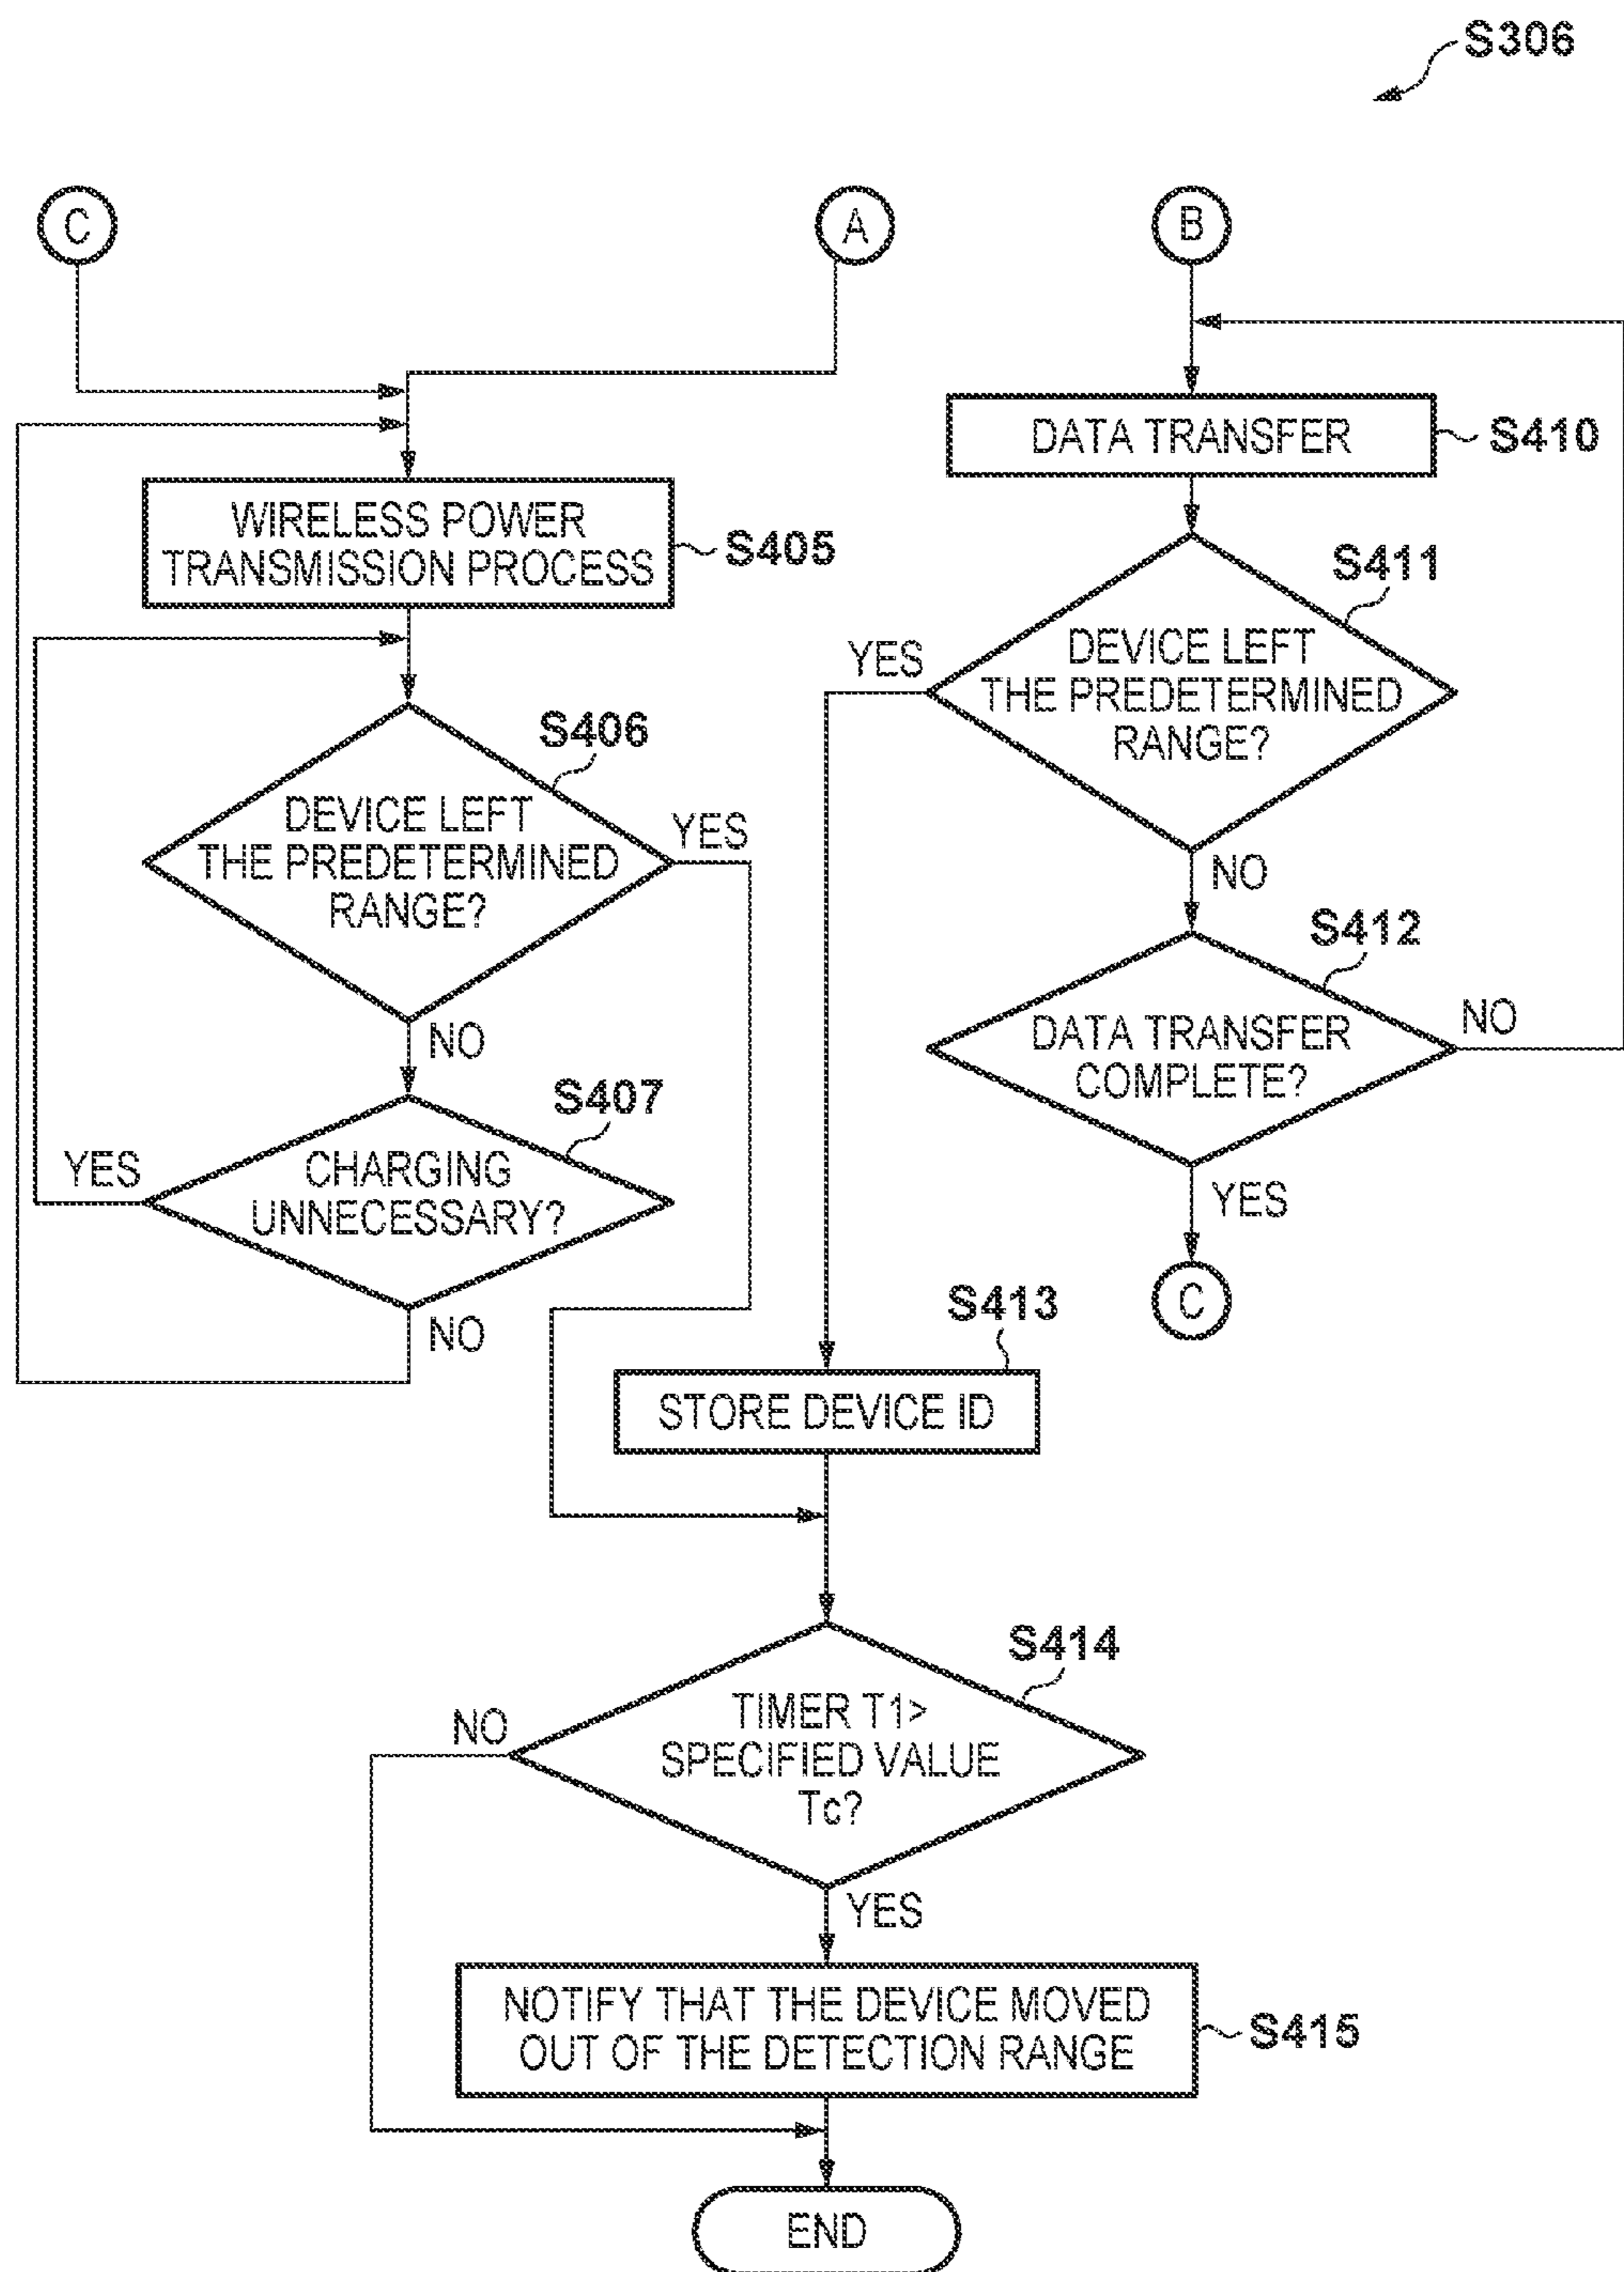 S306
C
A
B
DATA TRANSFER
S410
WIRELESS POWER
TRANSMISSION PROCESS
S405
S411
DEVICE LEFT
THE PREDETERMINED
RANGE?
YES
NO
S406
DEVICE LEFT
THE PREDETERMINED
RANGE?
YES
NO
S412
DATA TRANSFER
COMPLETE?
NO
YES
C
S407
CHARGING
UNNECESSARY?
YES
NO
S413
STORE DEVICE ID
S414
TIMER T1>
SPECIFIED VALUE
Tc?
NO
YES
NOTIFY THAT THE DEVICE MOVED
OUT OF THE DETECTION RANGE
S415
END